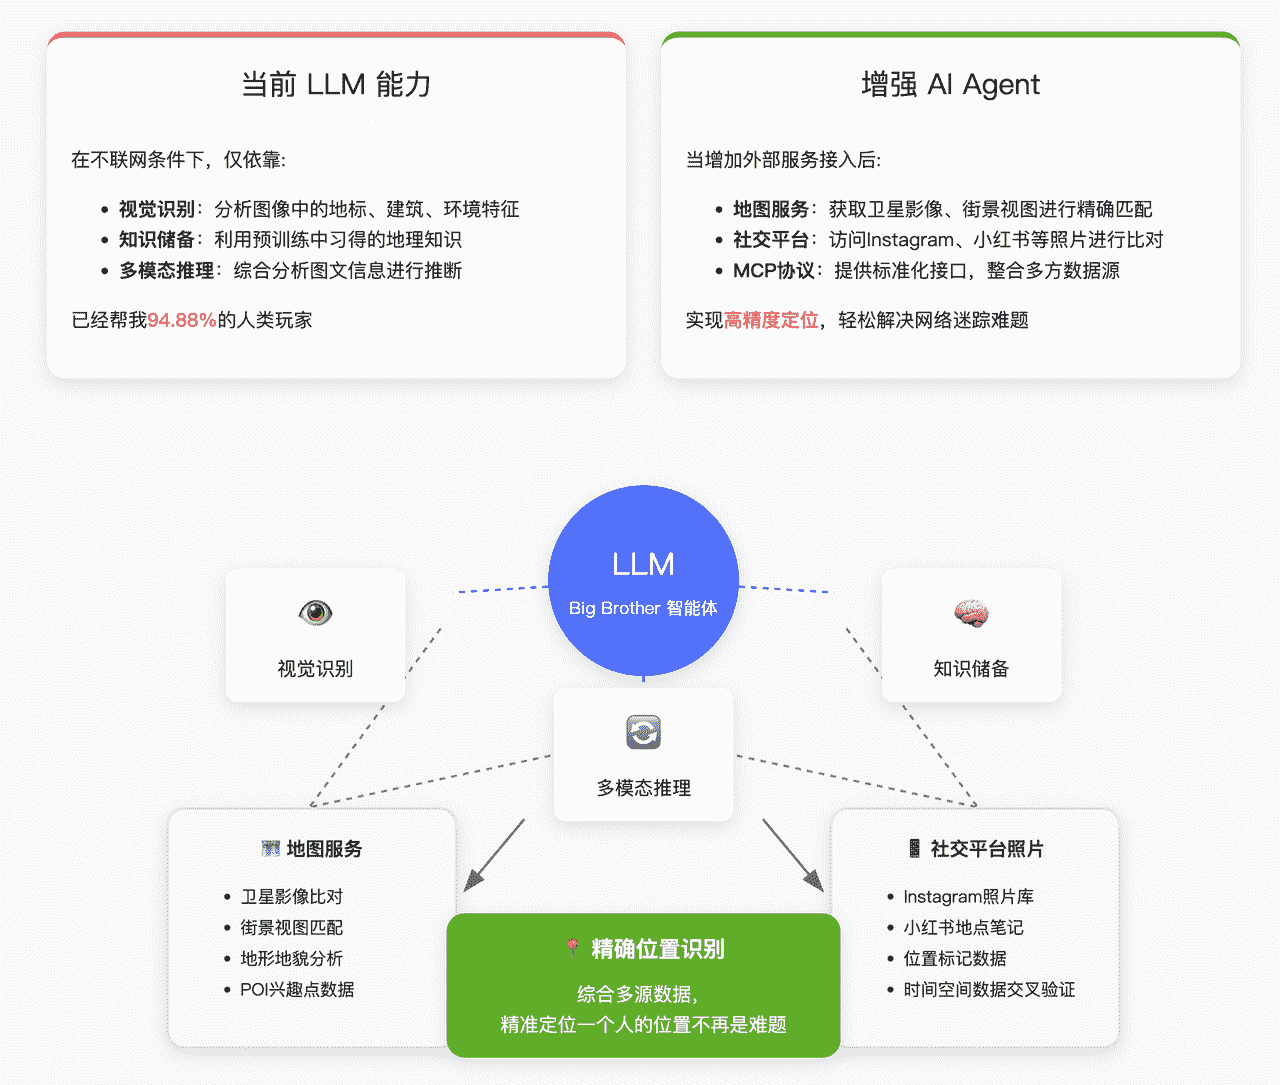 当前 LLM 能力
在不联网条件下，仅依靠:
• 视觉识别：分析图像中的地标、建筑、环境特征
• 知识储备：利用预训练中习得的地理知识
• 多模态推理：综合分析图文信息进行推断
已经帮我94.88%的人类玩家
增强 AI Agent
当增加外部服务接入后:
• 地图服务：获取卫星影像、街景视图进行精确匹配
• 社交平台：访问Instagram、小红书等照片进行比对
• MCP协议：提供标准化接口，整合多方数据源
实现高精度定位，轻松解决网络迷踪难题
LLM
Big Brother 智能体
视觉识别
知识储备
多模态推理
地图服务
• 卫星影像比对
• 街景视图匹配
• 地形地貌分析
• POI兴趣点数据
社交平台照片
• Instagram照片库
• 小红书地点笔记
• 位置标记数据
• 时间空间数据交叉验证
精确位置识别
综合多源数据，
精准定位一个人的位置不再是难题